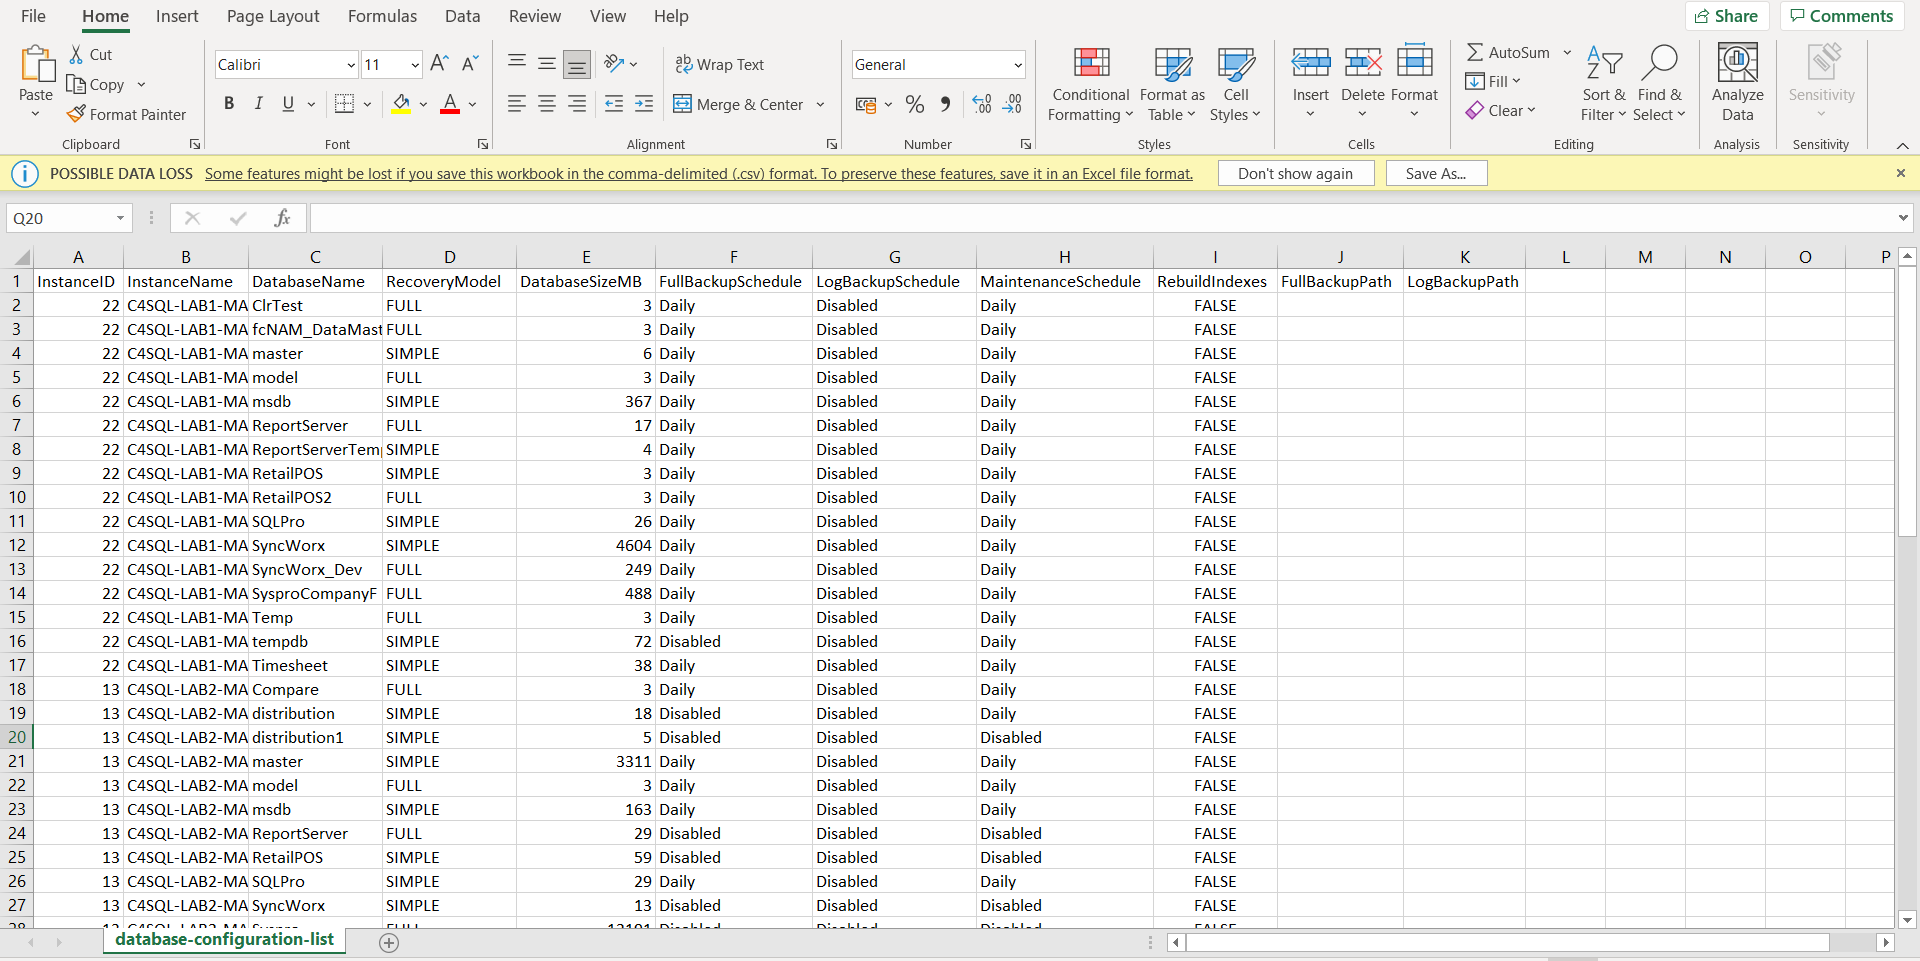 File Home Insert Page Layout Formulas Data Review View Help Share Comments
Cut
Copy
Format Painter
Paste
Clipboard
Calibri 11
B I U A
Font
Wrap Text
Merge & Center
Alignment
General
% 
Number
Conditional Formatting
Format as Table
Cell Styles
Styles
Insert Delete Format
Cells
AutoSum
Fill
Clear
Sort & Filter
Find & Select
Editing
Analyze Data
Analysis
Sensitivity
Sensitivity
POSSIBLE DATA LOSS Some features might be lost if you save this workbook in the comma-delimited (.csv) format. To preserve these features, save it in an Excel file format. Don't show again Save As...
Q20 fx
A B C D E F G H I J K L M N O P
1 InstanceID InstanceName DatabaseName RecoveryModel DatabaseSizeMB FullBackupSchedule LogBackupSchedule MaintenanceSchedule RebuildIndexes FullBackupPath LogBackupPath
2 22 C4SQL-LAB1-MA ClrTest FULL 3 Daily Disabled Daily FALSE
3 22 C4SQL-LAB1-MA fcNAM_DataMast FULL 3 Daily Disabled Daily FALSE
4 22 C4SQL-LAB1-MA master SIMPLE 6 Daily Disabled Daily FALSE
5 22 C4SQL-LAB1-MA model FULL 3 Daily Disabled Daily FALSE
6 22 C4SQL-LAB1-MA msdb SIMPLE 367 Daily Disabled Daily FALSE
7 22 C4SQL-LAB1-MA ReportServer FULL 17 Daily Disabled Daily FALSE
8 22 C4SQL-LAB1-MA ReportServerTem SIMPLE 4 Daily Disabled Daily FALSE
9 22 C4SQL-LAB1-MA RetailPOS SIMPLE 3 Daily Disabled Daily FALSE
10 22 C4SQL-LAB1-MA RetailPOS2 FULL 3 Daily Disabled Daily FALSE
11 22 C4SQL-LAB1-MA SQLPro SIMPLE 26 Daily Disabled Daily FALSE
12 22 C4SQL-LAB1-MA SyncWorx SIMPLE 4604 Daily Disabled Daily FALSE
13 22 C4SQL-LAB1-MA SyncWorx_Dev FULL 249 Daily Disabled Daily FALSE
14 22 C4SQL-LAB1-MA SysproCompanyF FULL 488 Daily Disabled Daily FALSE
15 22 C4SQL-LAB1-MA Temp FULL 3 Daily Disabled Daily FALSE
16 22 C4SQL-LAB1-MA tempdb SIMPLE 72 Disabled Disabled Daily FALSE
17 22 C4SQL-LAB1-MA Timesheet SIMPLE 38 Daily Disabled Daily FALSE
18 13 C4SQL-LAB2-MA Compare FULL 3 Daily Disabled Daily FALSE
19 13 C4SQL-LAB2-MA distribution SIMPLE 18 Disabled Disabled Daily FALSE
20 13 C4SQL-LAB2-MA distribution1 SIMPLE 5 Disabled Disabled Disabled FALSE
21 13 C4SQL-LAB2-MA master SIMPLE 3311 Daily Disabled Daily FALSE
22 13 C4SQL-LAB2-MA model FULL 3 Daily Disabled Daily FALSE
23 13 C4SQL-LAB2-MA msdb SIMPLE 163 Daily Disabled Daily FALSE
24 13 C4SQL-LAB2-MA ReportServer FULL 29 Disabled Disabled Disabled FALSE
25 13 C4SQL-LAB2-MA RetailPOS SIMPLE 59 Disabled Disabled Disabled FALSE
26 13 C4SQL-LAB2-MA SQLPro SIMPLE 29 Daily Disabled Daily FALSE
27 13 C4SQL-LAB2-MA SyncWorx SIMPLE 13 Disabled Disabled Disabled FALSE
database-configuration-list